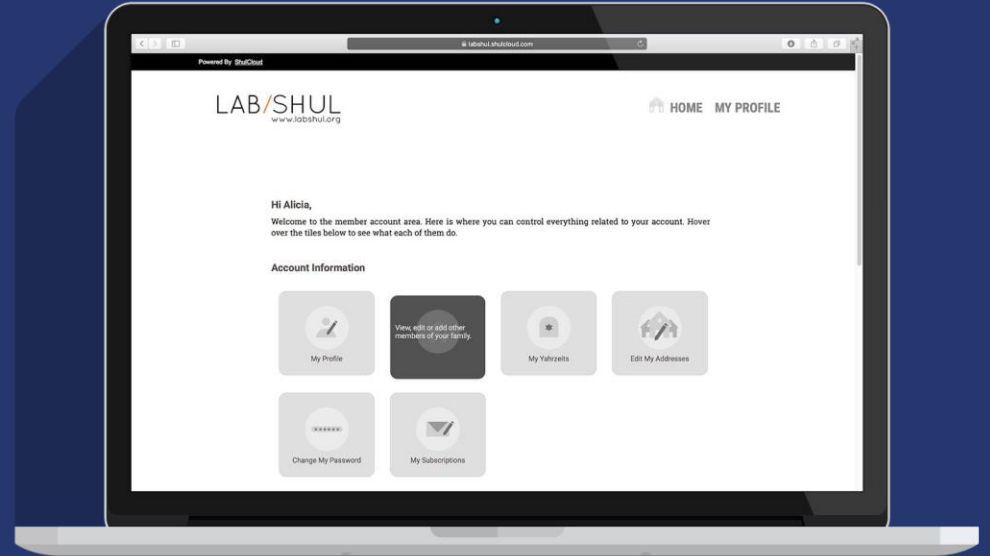 labshul.shulcloud.com
Powered By ShulCloud
LAB/SHUL
www.labshul.org
HOME MY PROFILE
Hi Alicia,
Welcome to the member account area. Here is where you can control everything related to your account. Hover
over the tiles below to see what each of them do.
Account Information
My Profile
View, edit or add other
members of your family.
My Yahrzeits
Edit My Addresses
Change My Password
My Subscriptions